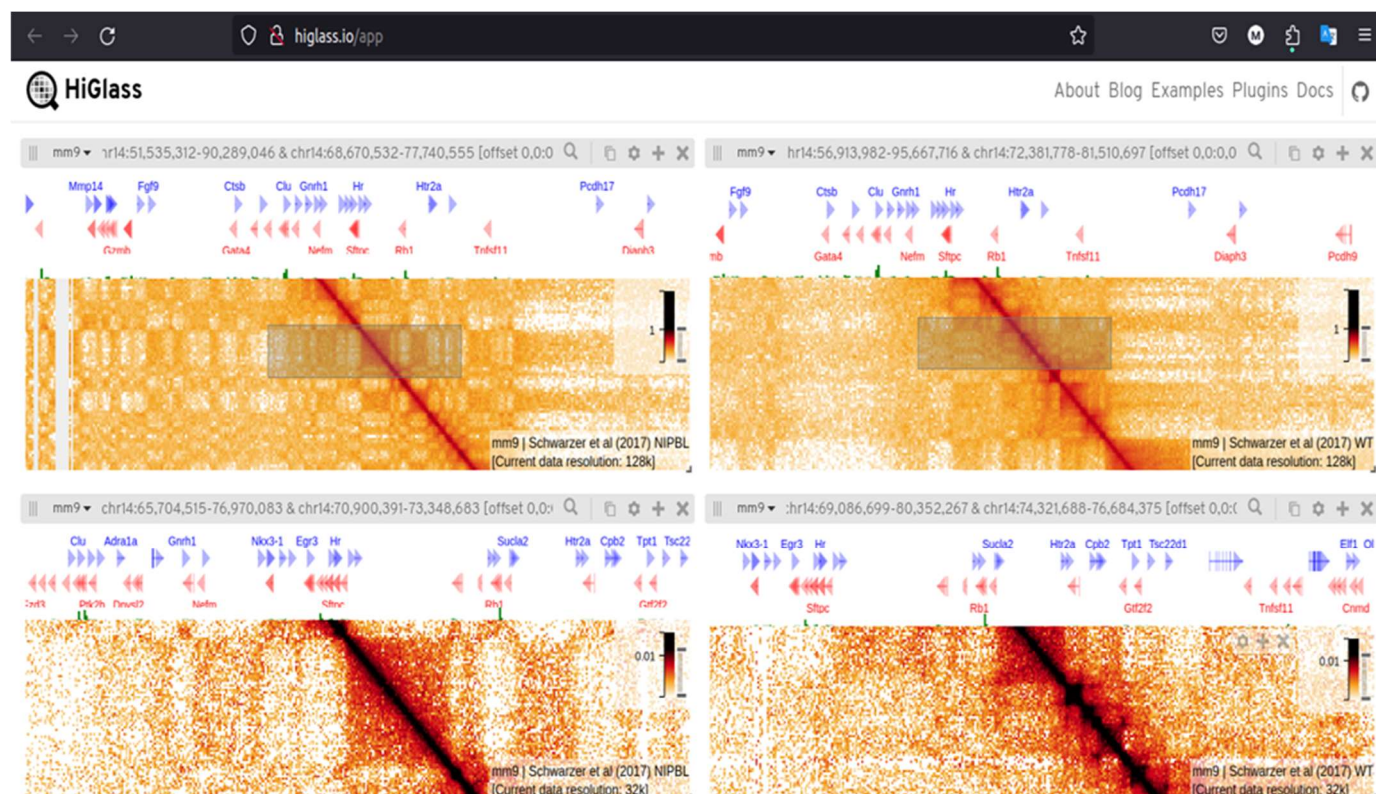 higlass.io/app
HiGlass
About Blog Examples Plugins Docs
mm9 hr14:51,535,312-90,289,046 & chr14:68,670,532-77,740,555 [offset 0,0:0
mm9 hr14:56,913,982-95,667,716 & chr14:72,381,778-81,510,697 [offset 0,0:0,0
Mmp14 Fgf9 Ctsb Clu Gnrh1 Hr Htr2a Pcdh17
Gzmb Gata4 Nefm Sftpc Rb1 Tnfsf11 Diaph3
Fgf9 Ctsb Clu Gnrh1 Hr Htr2a Pcdh17
mb Gata4 Nefm Sftpc Rb1 Tnfsf11 Diaph3 Pcdh9
1
mm9 | Schwarzer et al (2017) NIPBL
[Current data resolution: 128k]
1
mm9 | Schwarzer et al (2017) WT
[Current data resolution: 128k]
mm9 chr14:65,704,515-76,970,083 & chr14:70,900,391-73,348,683 [offset 0,0:
mm9 :hr14:69,086,699-80,352,267 & chr14:74,321,688-76,684,375 [offset 0,0:(
Clu Adra1a Gnrh1 Nkx3-1 Egr3 Hr Sucla2 Htr2a Cpb2 Tpt1 Tsc22
Ptk2b Dpysl2 Nefm Sftpc Rb1 Gtf2f2
Nkx3-1 Egr3 Hr Sucla2 Htr2a Cpb2 Tpt1 Tsc22d1 Elf1 Ol
Sftpc Rb1 Gtf2f2 Tnfsf11 Cnmd
0.01
mm9 | Schwarzer et al (2017) NIPBL
[Current data resolution: 32k]
0.01
mm9 | Schwarzer et al (2017) WT
[Current data resolution: 32k]